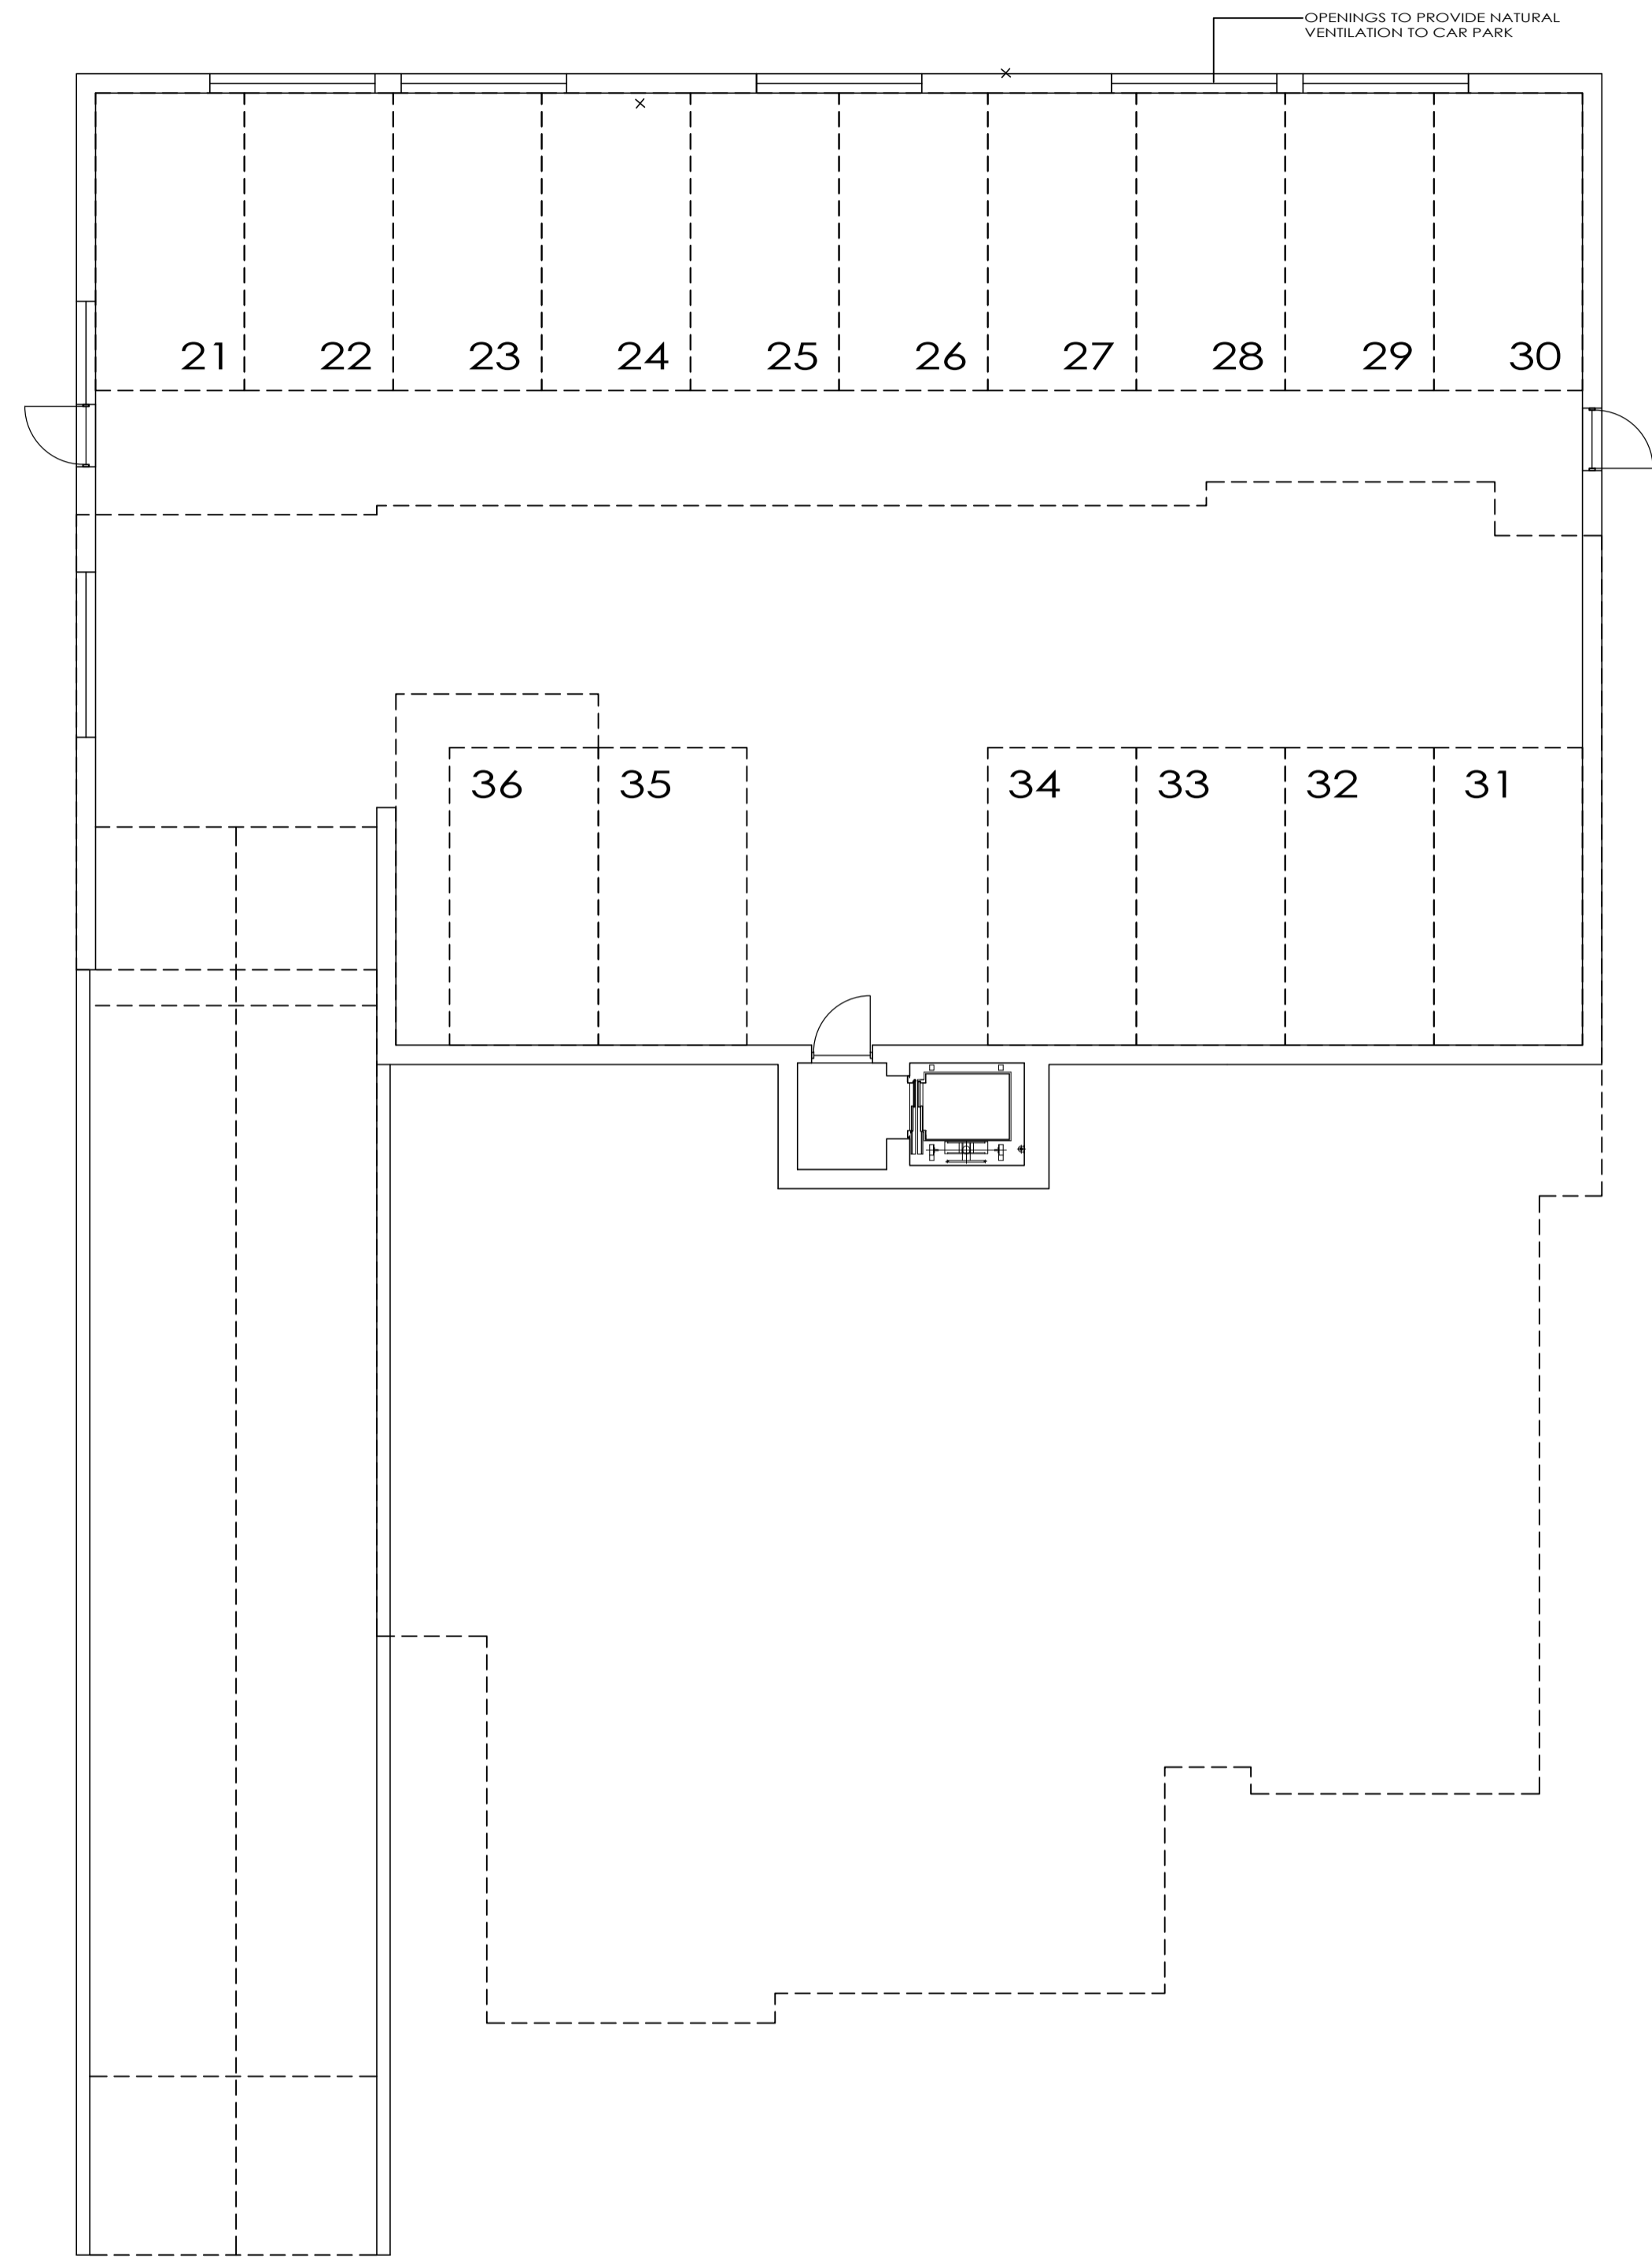 OPENINGS TO PROVIDE NATURAL
VENTILATION TO CAR PARK
21 22 23 24 25 26 27 28 29 30
36 35 34 33 32 31